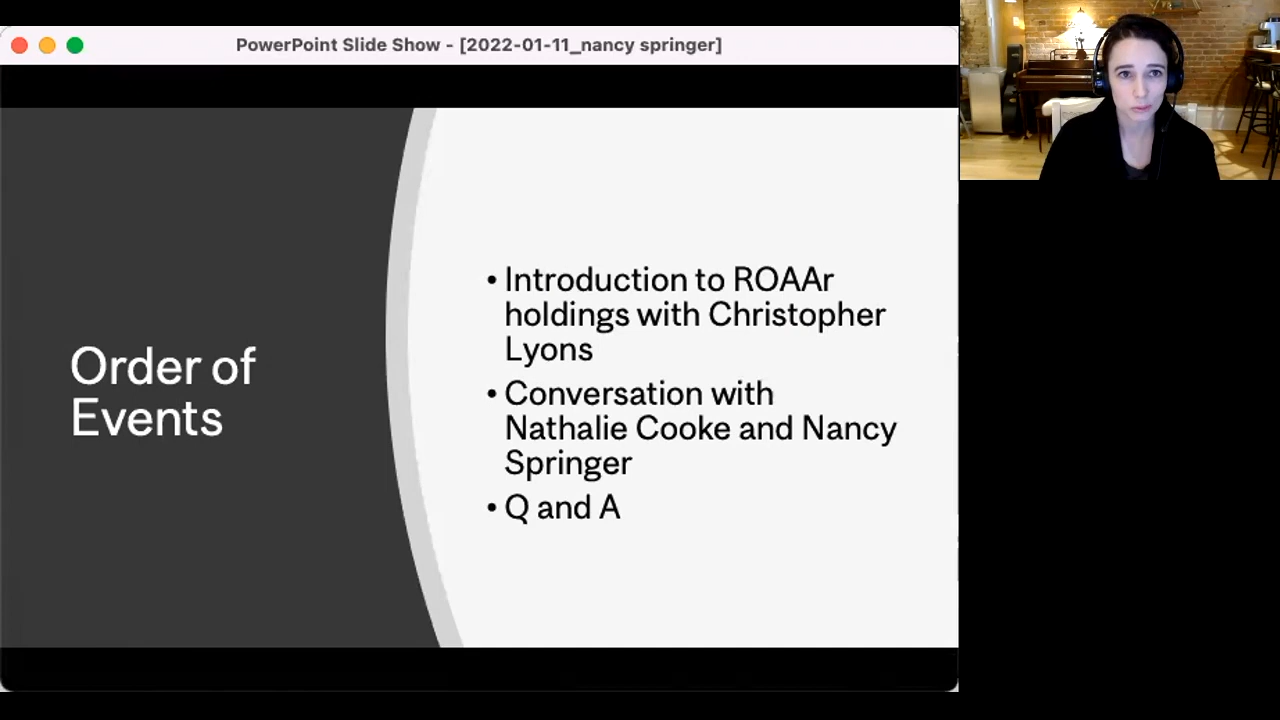 PowerPoint Slide Show - [2022-01-11_nancy springer]
Order of
Events
• Introduction to ROAAr
holdings with Christopher
Lyons
• Conversation with
Nathalie Cooke and Nancy
Springer
• Q and A